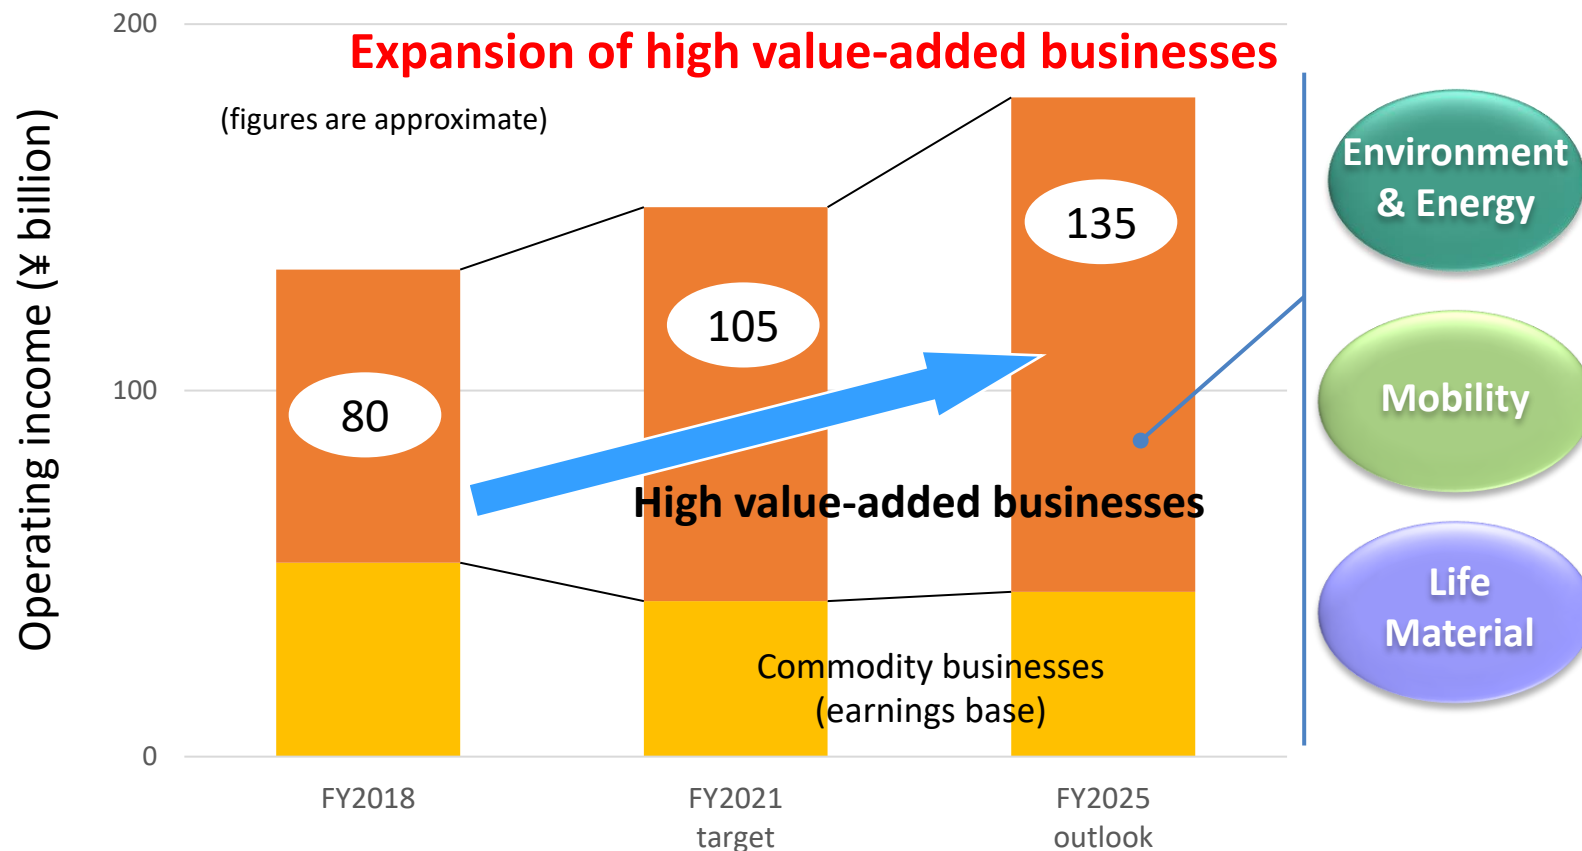 Expansion of high value-added businesses
(figures are approximate)
Operating income (¥ billion)
200
100
0
80
105
135
High value-added businesses
Commodity businesses
(earnings base)
FY2018
FY2021
target
FY2025
outlook
Environment
& Energy
Mobility
Life
Material